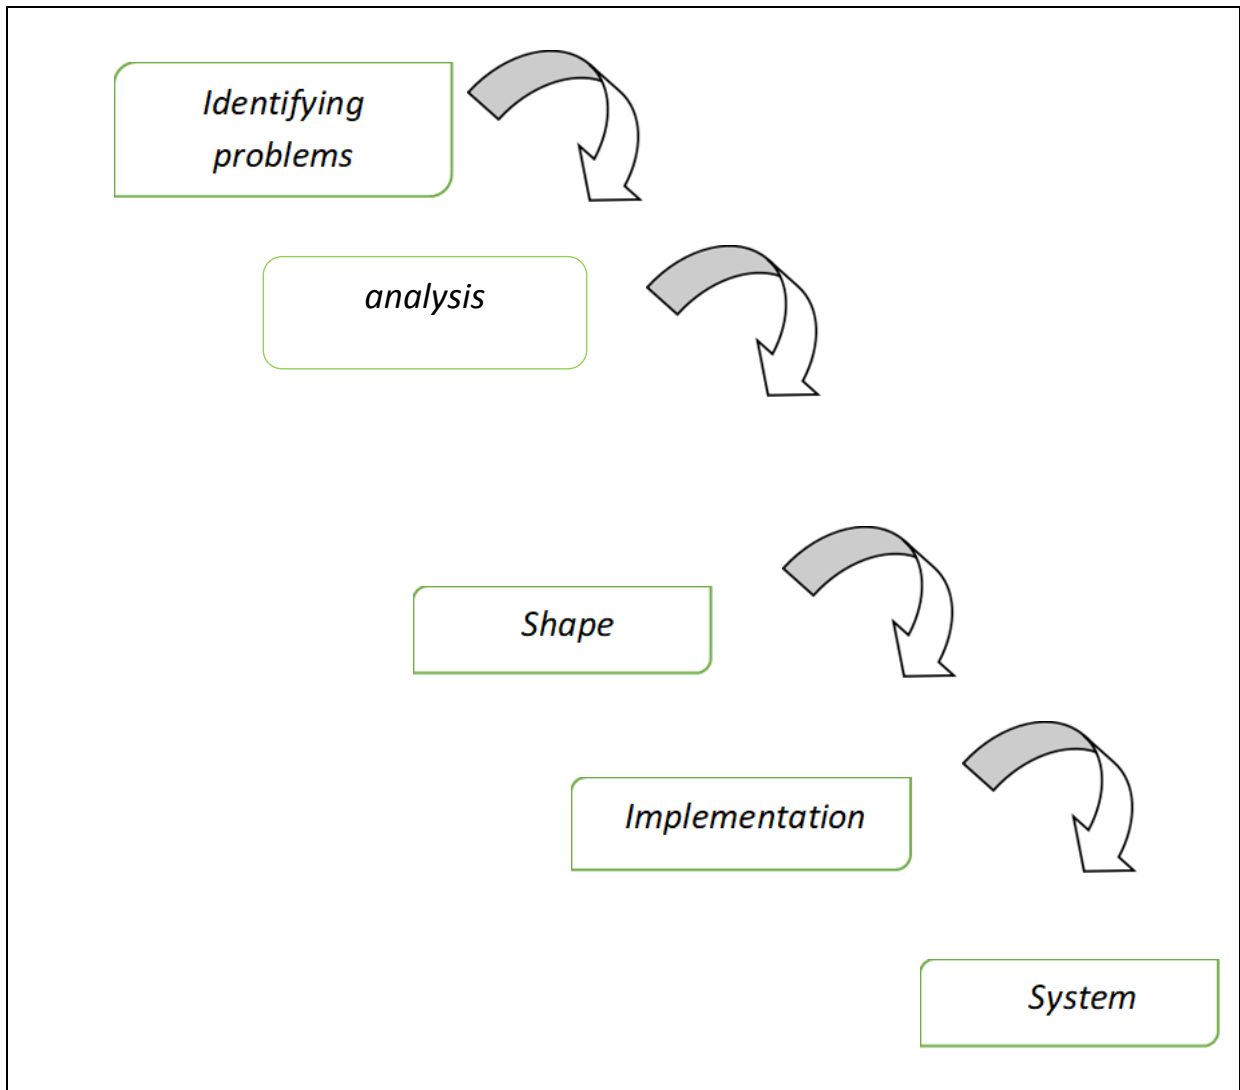 Identifying
problems
analysis
Shape
Implementation
System